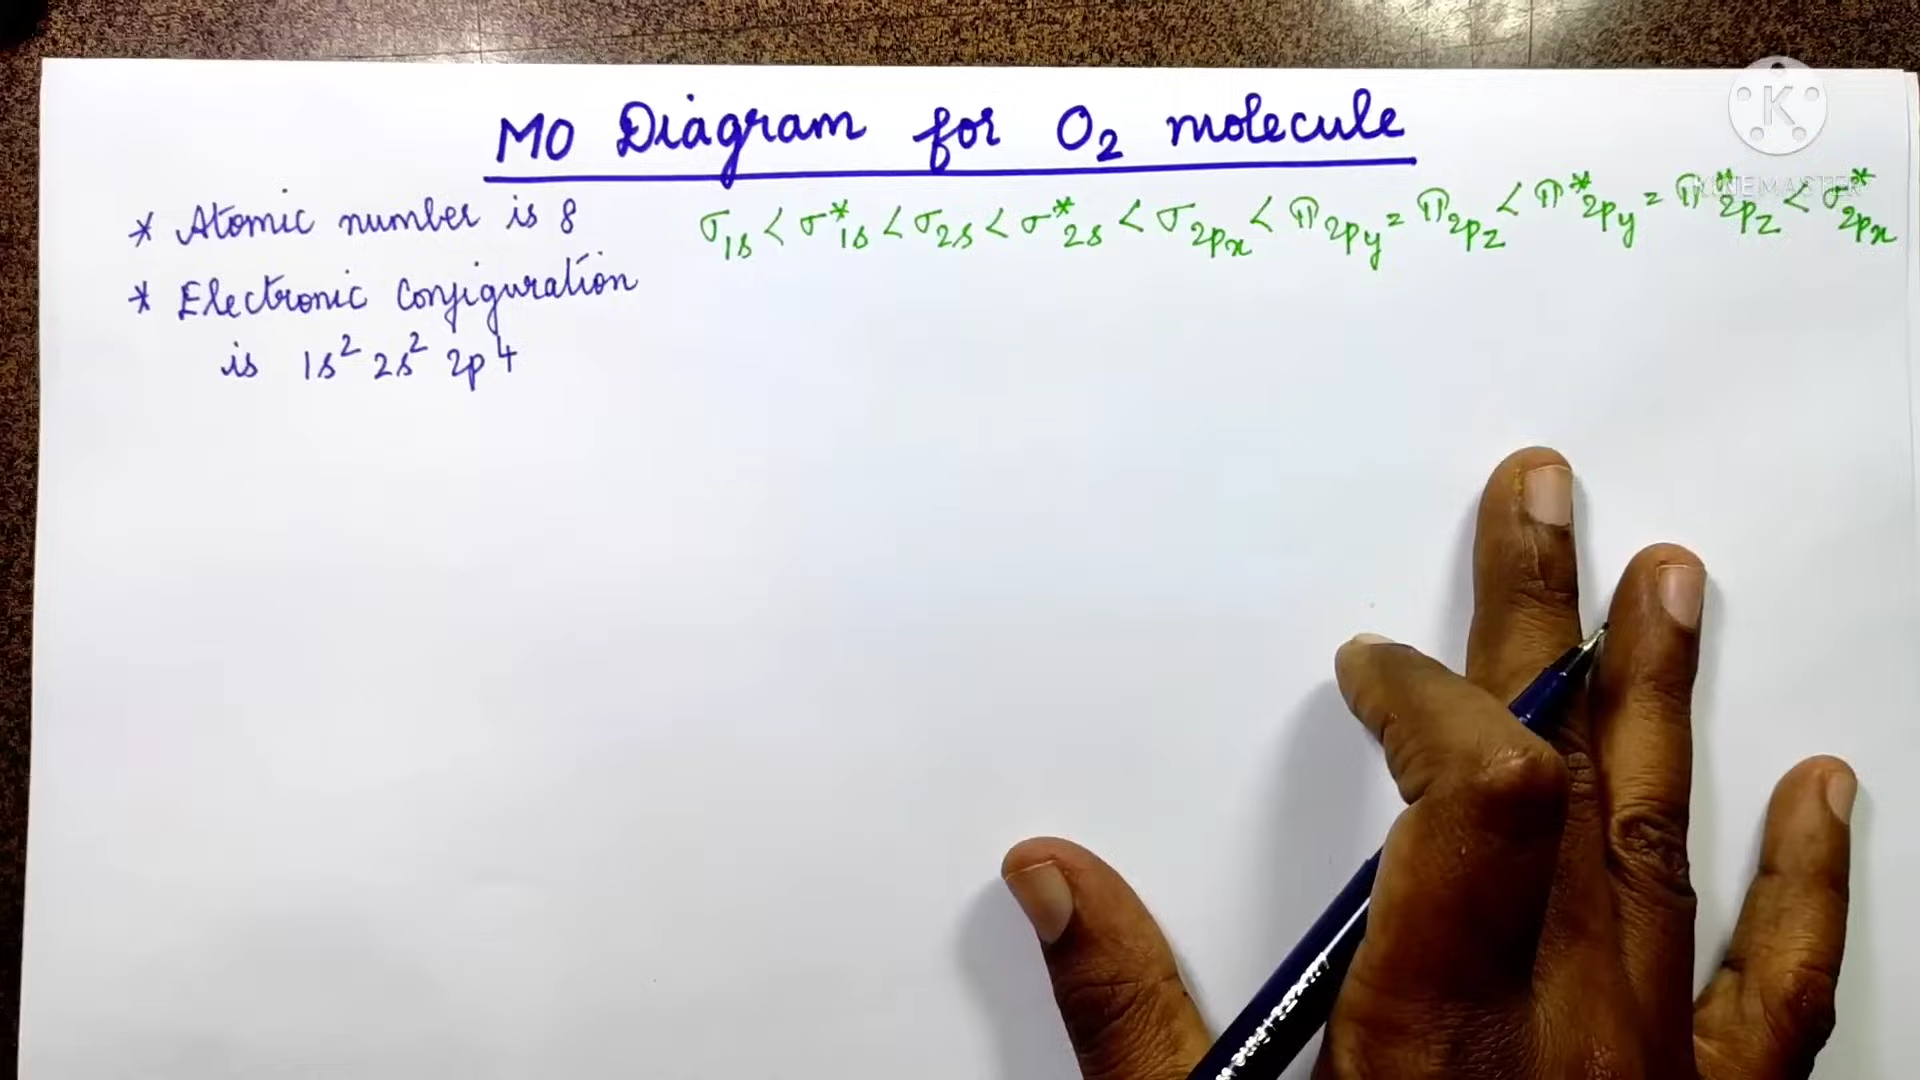 MO Diagram for O₂ molecule
* Atomic number is 8
σ1s < σ*1s < σ2s < σ*2s < σ2px < π2py = π2pz < π*2py = π*2pz < σ*2px
* Electronic Configuration
is 1s² 2s² 2p⁴
K
KINEMASTER